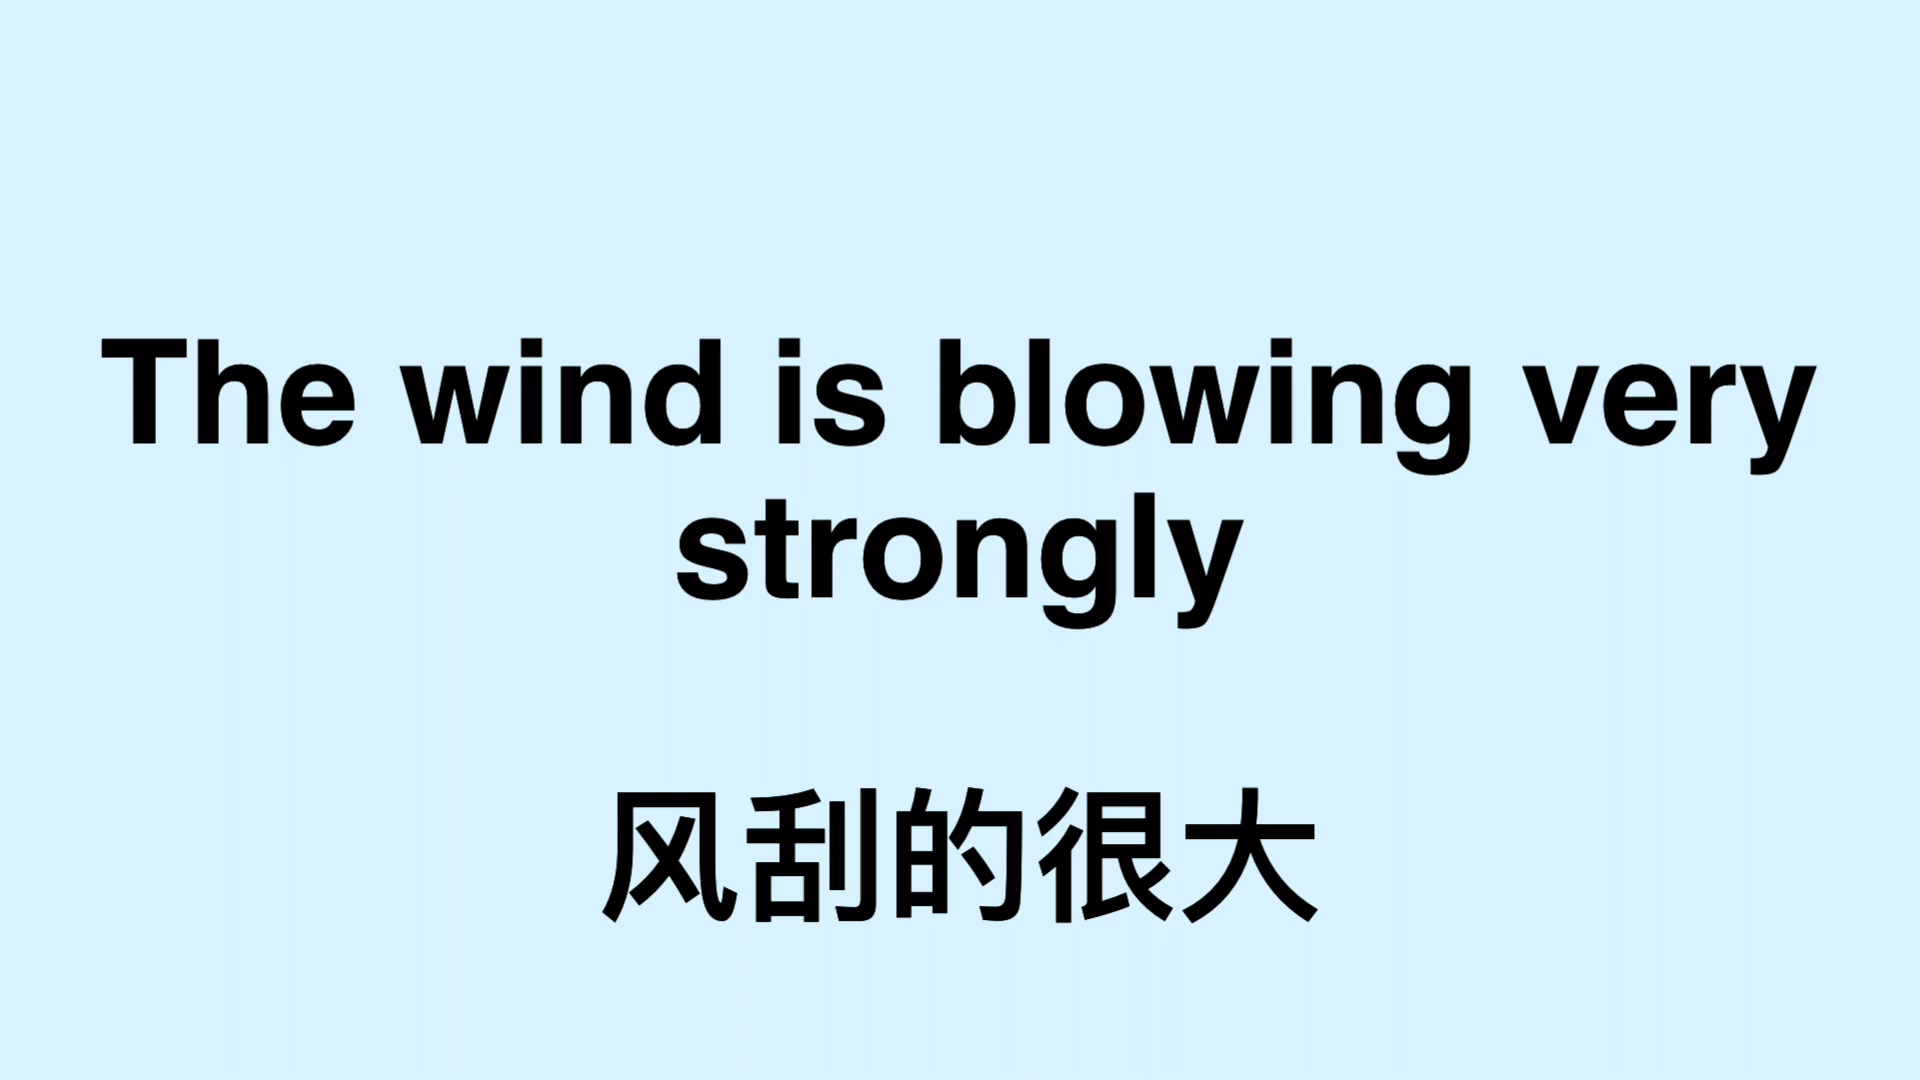 The wind is blowing very
strongly
风刮的很大